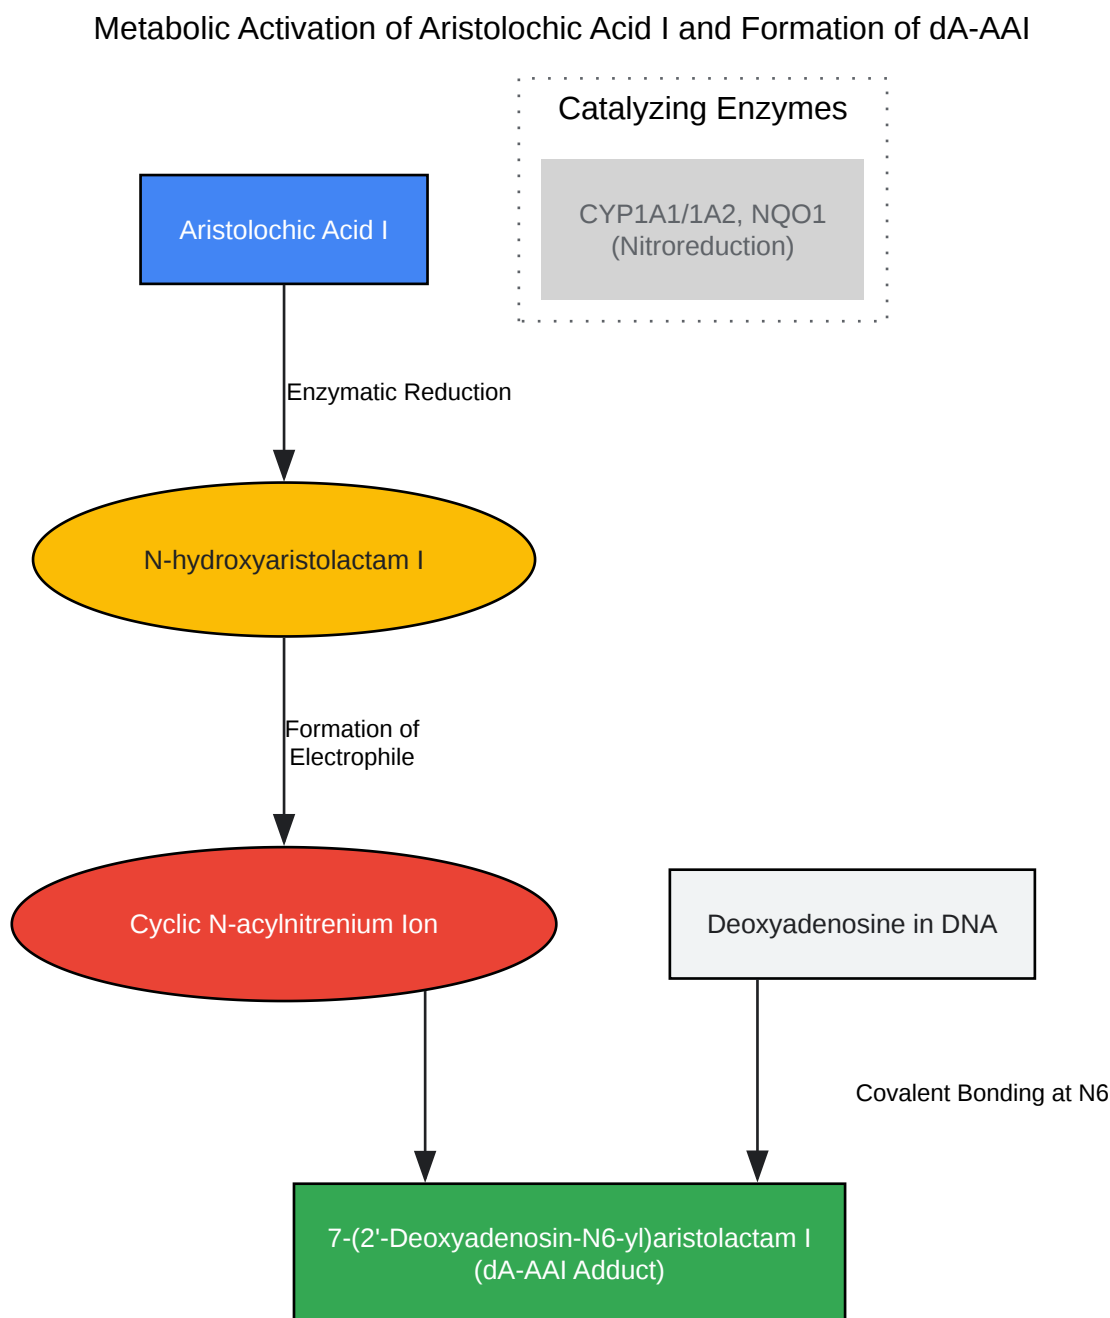 Metabolic Activation of Aristolochic Acid I and Formation of dA-AAI
Catalyzing Enzymes
CYP1A1/1A2, NQO1
(Nitroreduction)
Aristolochic Acid I
Enzymatic Reduction
N-hydroxyaristolactam I
Formation of
Electrophile
Cyclic N-acylnitrenium Ion
Deoxyadenosine in DNA
Covalent Bonding at N6
7-(2'-Deoxyadenosin-N6-yl)aristolactam I
(dA-AAI Adduct)